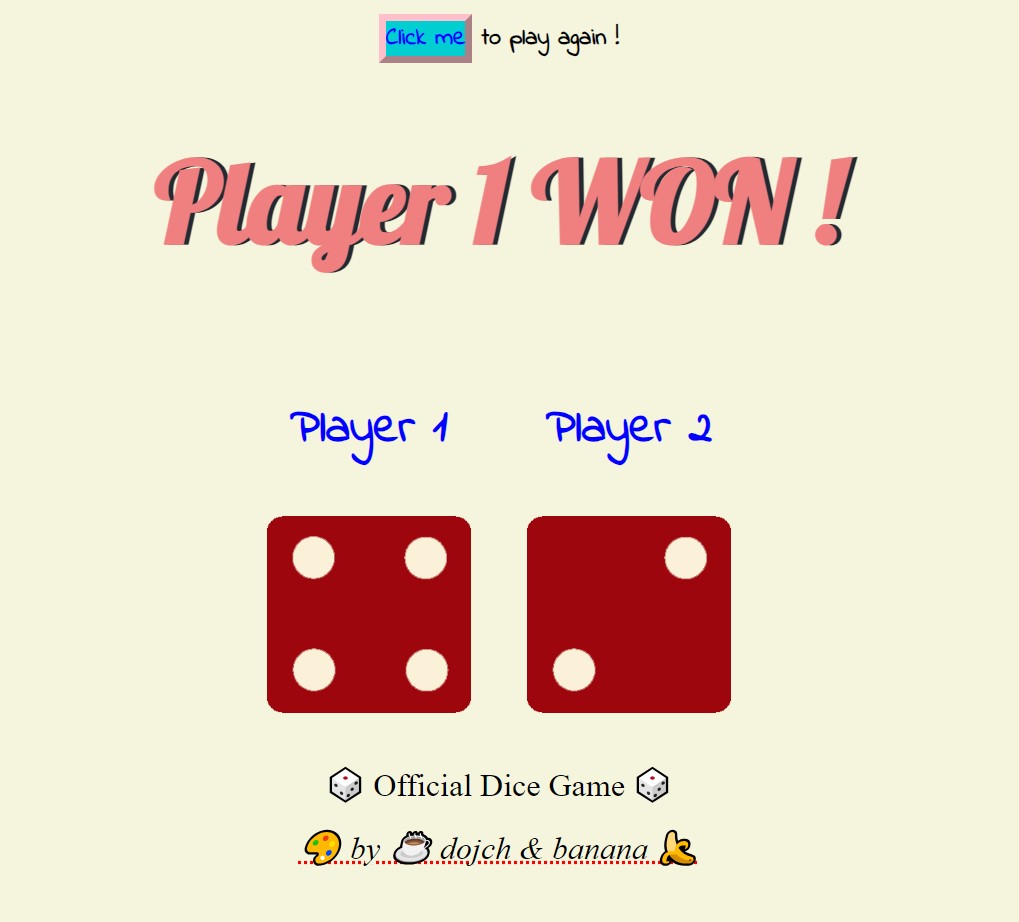 Click me to play again !
Player 1 WON !
Player 1 Player 2
🎲 Official Dice Game 🎲
🎨 by ☕ dojch & banana 🍌